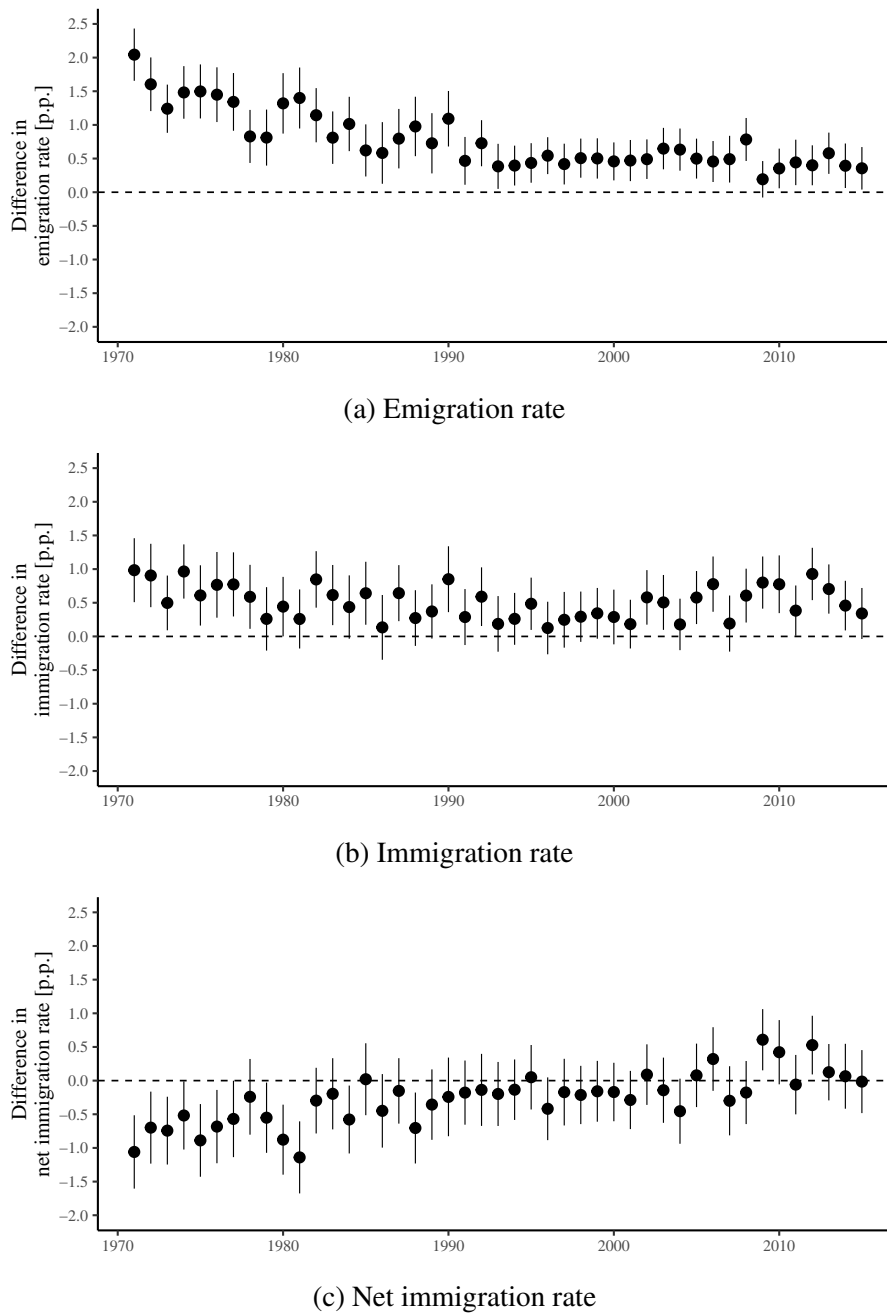 2.5
2.0
1.5
1.0
0.5
0.0
−0.5
−1.0
−1.5
−2.0
Difference in
emigration rate [p.p.]
1970 1980 1990 2000 2010
(a) Emigration rate
2.5
2.0
1.5
1.0
0.5
0.0
−0.5
−1.0
−1.5
−2.0
Difference in
immigration rate [p.p.]
1970 1980 1990 2000 2010
(b) Immigration rate
2.5
2.0
1.5
1.0
0.5
0.0
−0.5
−1.0
−1.5
−2.0
Difference in
net immigration rate [p.p.]
1970 1980 1990 2000 2010
(c) Net immigration rate